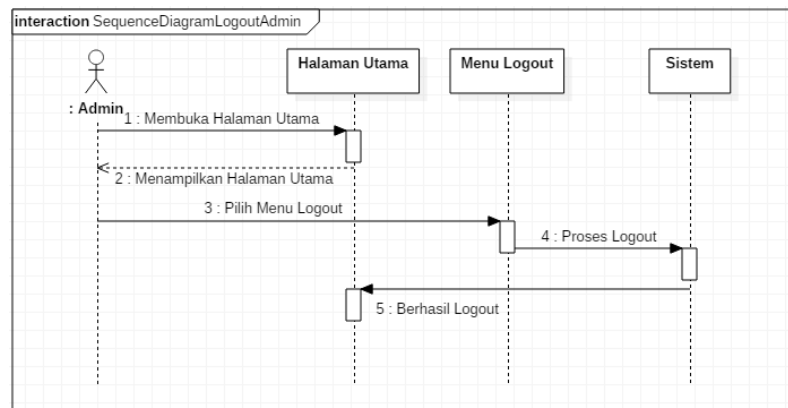 interaction SequenceDiagramLogoutAdmin
Halaman Utama
Menu Logout
Sistem
: Admin
1 : Membuka Halaman Utama
2 : Menampilkan Halaman Utama
3 : Pilih Menu Logout
4 : Proses Logout
5 : Berhasil Logout